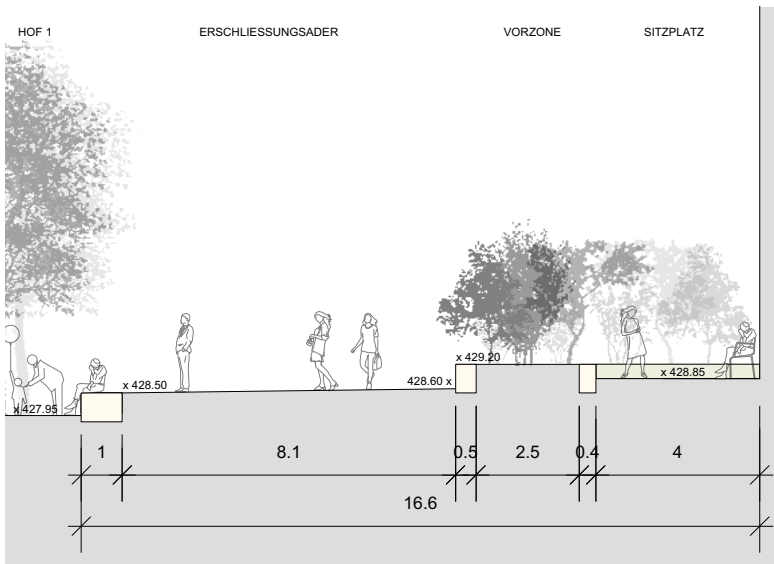 HOF 1 ERSCHLIESSUNGSADER VORZONE SITZPLATZ
x 429.20
x 428.85
x 428.50 428.60 x
x 427.95
1 8.1 0.5 2.5 0.4 4
16.6